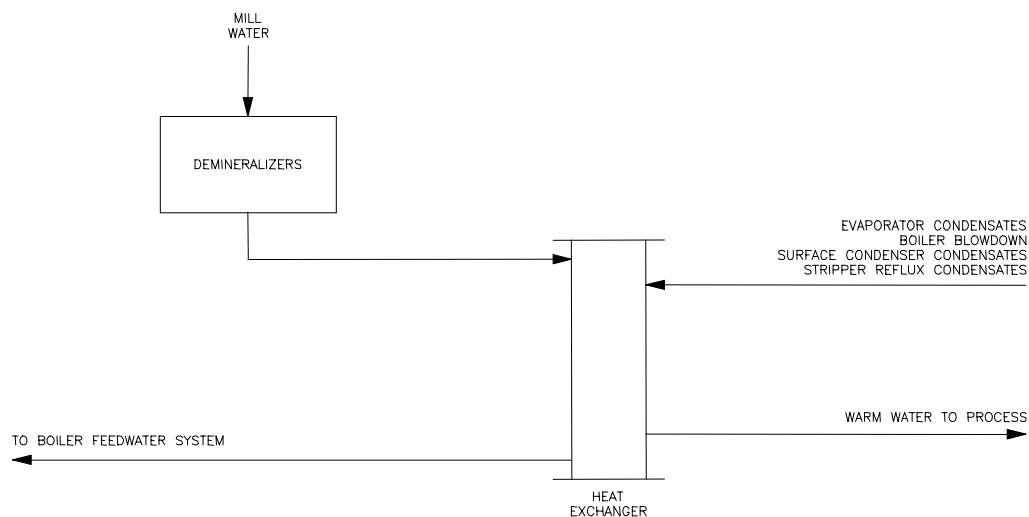 MILL
WATER
DEMINERALIZERS
EVAPORATOR CONDENSATES
BOILER BLOWDOWN
SURFACE CONDENSER CONDENSATES
STRIPPER REFLUX CONDENSATES
WARM WATER TO PROCESS
TO BOILER FEEDWATER SYSTEM
HEAT
EXCHANGER